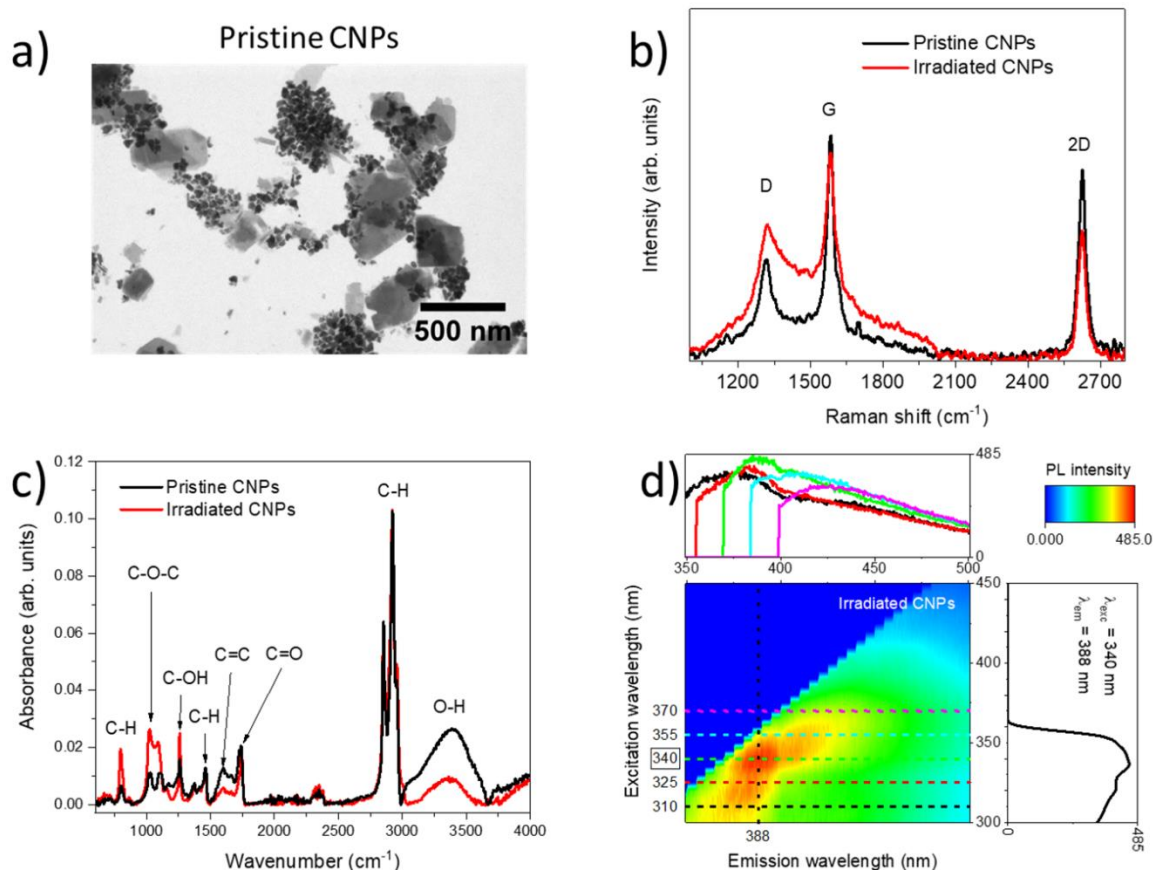 a)
Pristine CNPs
500 nm
b)
Pristine CNPs
Irradiated CNPs
D
G
2D
Intensity (arb. units)
1200 1500 1800 2100 2400 2700
Raman shift (cm-1)
c)
Pristine CNPs
Irradiated CNPs
C-H
C-O-C
C-OH
C-H
C=C
C=O
C-H
O-H
0.12
0.10
0.08
0.06
0.04
0.02
0.00
Absorbance (arb. units)
1000 1500 2000 2500 3000 3500 4000
Wavenumber (cm-1)
d)
485
0
350 400 450 500
PL intensity
0.000 485.0
Irradiated CNPs
Excitation wavelength (nm)
370
355
340
325
310
388
Emission wavelength (nm)
450
400
350
300
λexc = 340 nm
λem = 388 nm
0 485